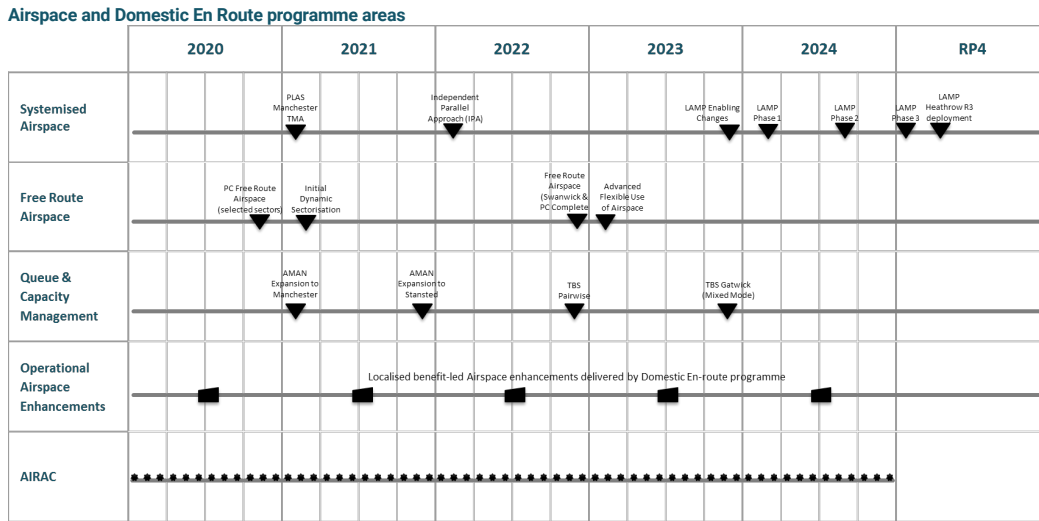 Airspace and Domestic En Route programme areas
2020
2021
2022
2023
2024
RP4
Systemised
Airspace
PLAS
Manchester
TMA
Independent
Parallel
Approach (IPA)
LAMP Enabling
Changes
LAMP
Phase 1
LAMP
Phase 2
LAMP
Phase 3
LAMP
Heathrow R3
deployment
Free Route
Airspace
PC Free Route
Airspace
(selected sectors)
Initial
Dynamic
Sectorisation
Free Route
Airspace
(Swanwick &
PC Complete
Advanced
Flexible Use
of Airspace
Queue &
Capacity
Management
AMAN
Expansion to
Manchester
AMAN
Expansion to
Stansted
TBS
Pairwise
TBS Gatwick
(Mixed Mode)
Operational
Airspace
Enhancements
Localised benefit-led Airspace enhancements delivered by Domestic En-route programme
AIRAC